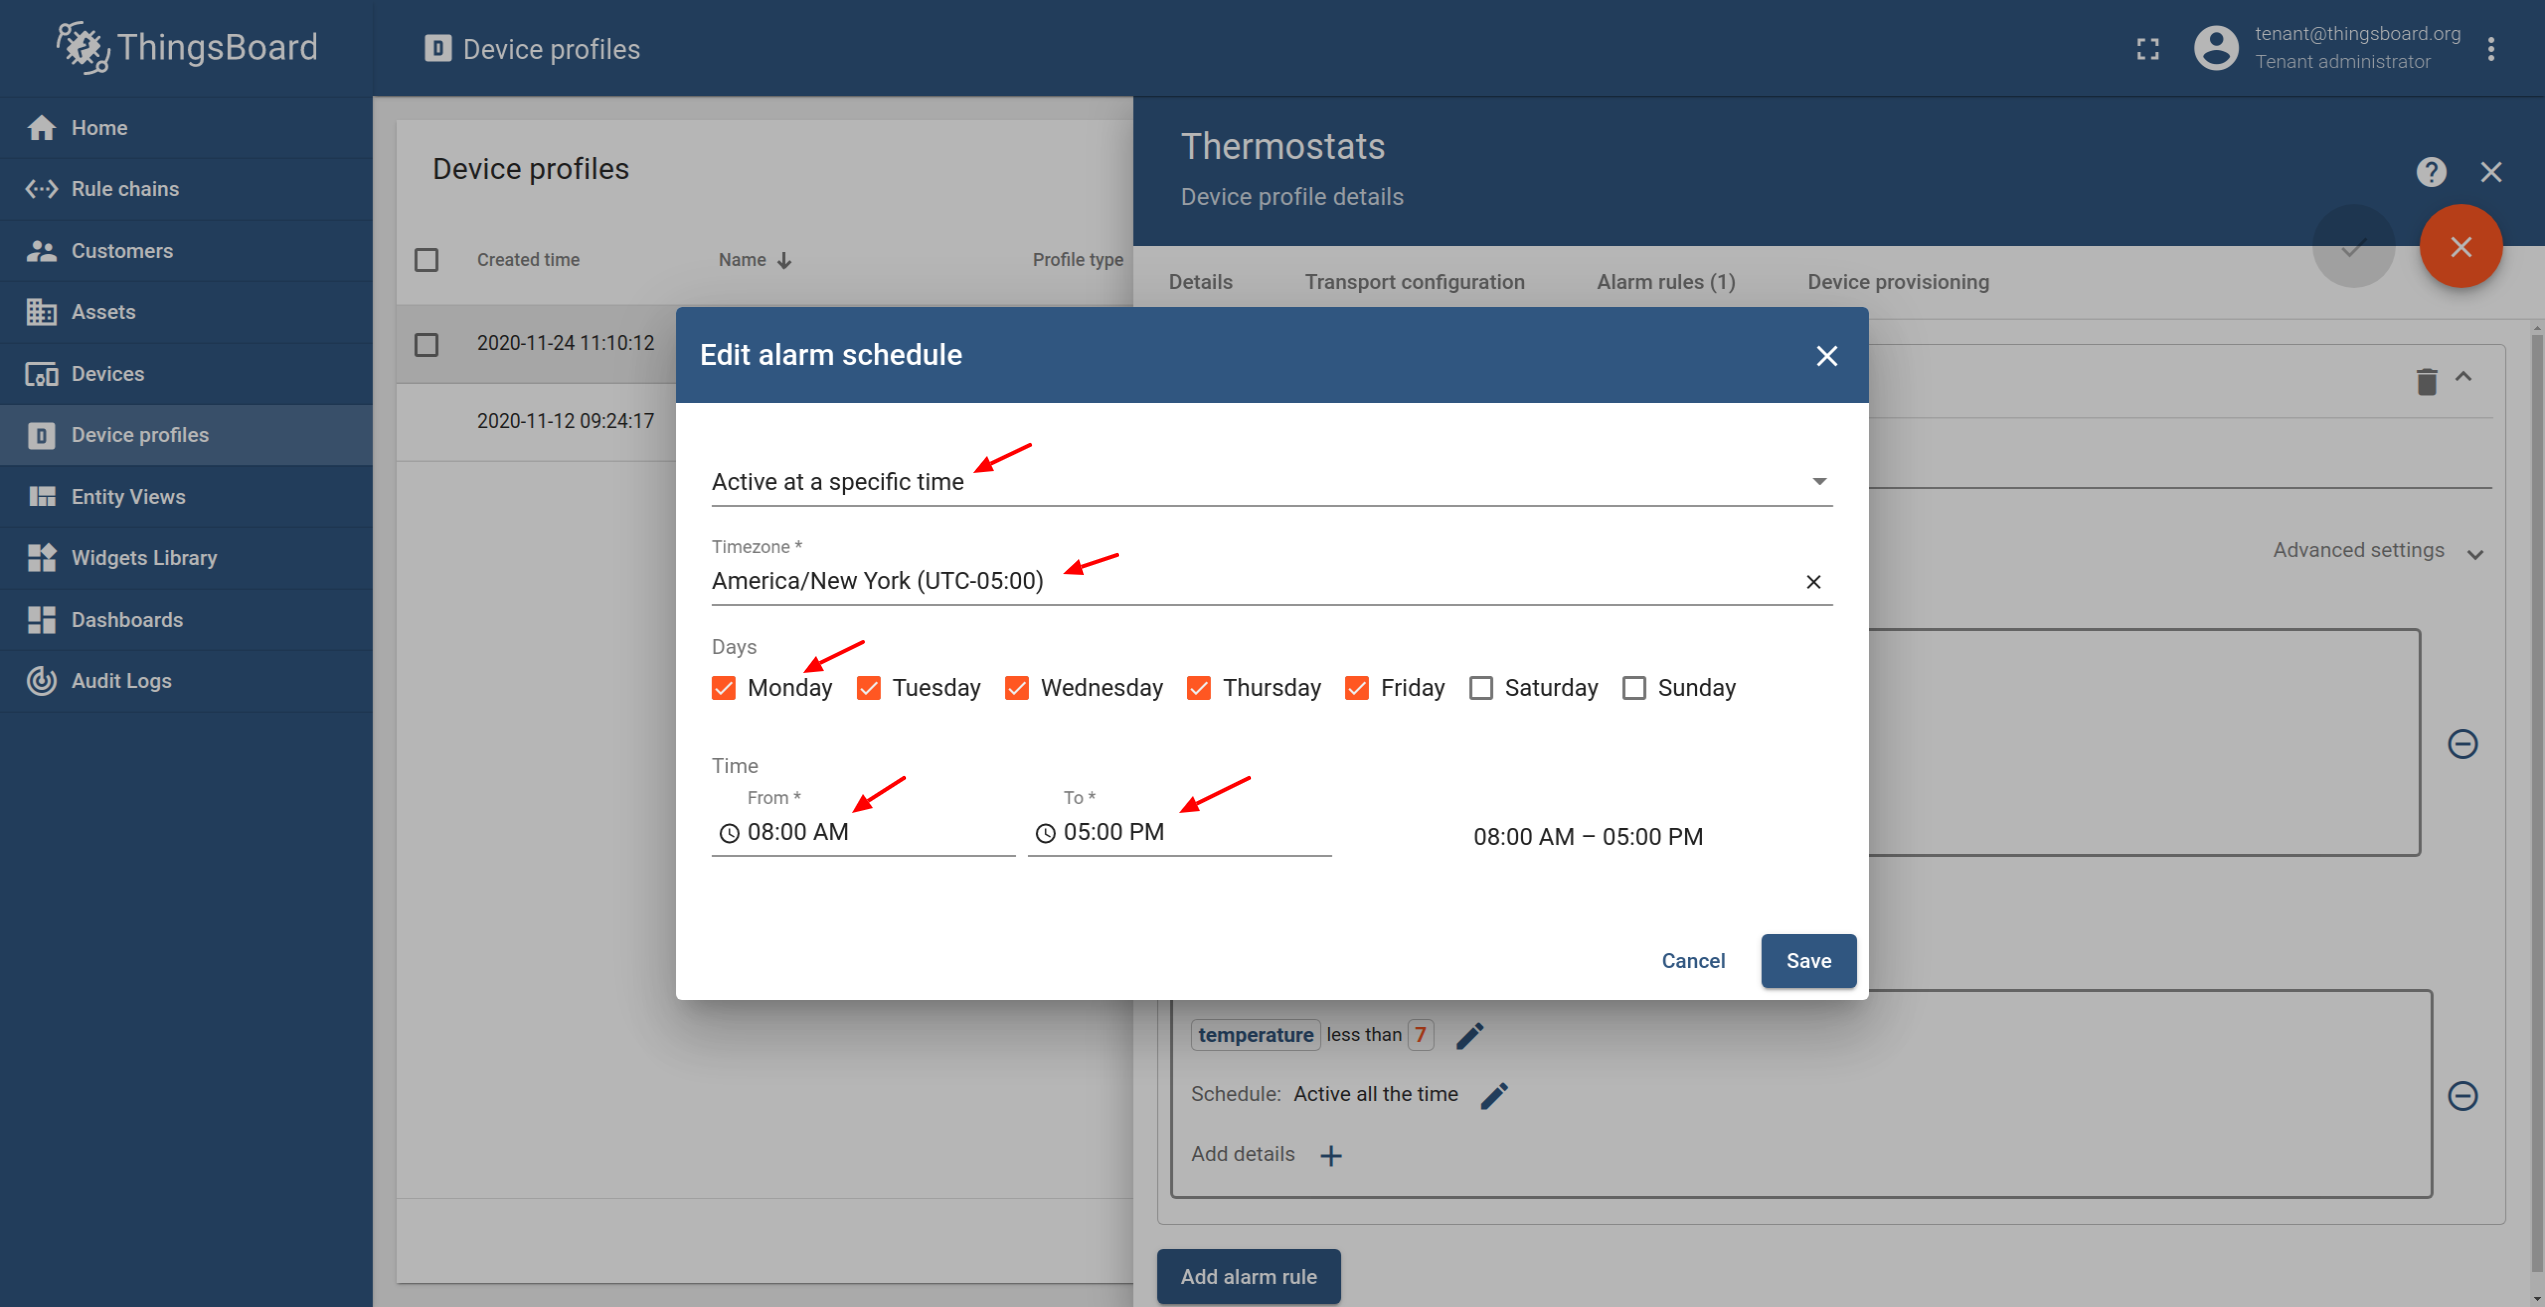 ThingsBoard
Device profiles
tenant@thingsboard.org
Tenant administrator
Home
Rule chains
Customers
Assets
Devices
Device profiles
Entity Views
Widgets Library
Dashboards
Audit Logs
Device profiles
Created time Name Profile type
2020-11-24 11:10:12
2020-11-12 09:24:17
Thermostats
Device profile details
Details Transport configuration Alarm rules (1) Device provisioning
Advanced settings
Edit alarm schedule
Active at a specific time
Timezone *
America/New York (UTC-05:00)
Days
Monday Tuesday Wednesday Thursday Friday Saturday Sunday
Time
From * To *
08:00 AM 05:00 PM 08:00 AM – 05:00 PM
Cancel Save
temperature less than 7
Schedule: Active all the time
Add details
Add alarm rule